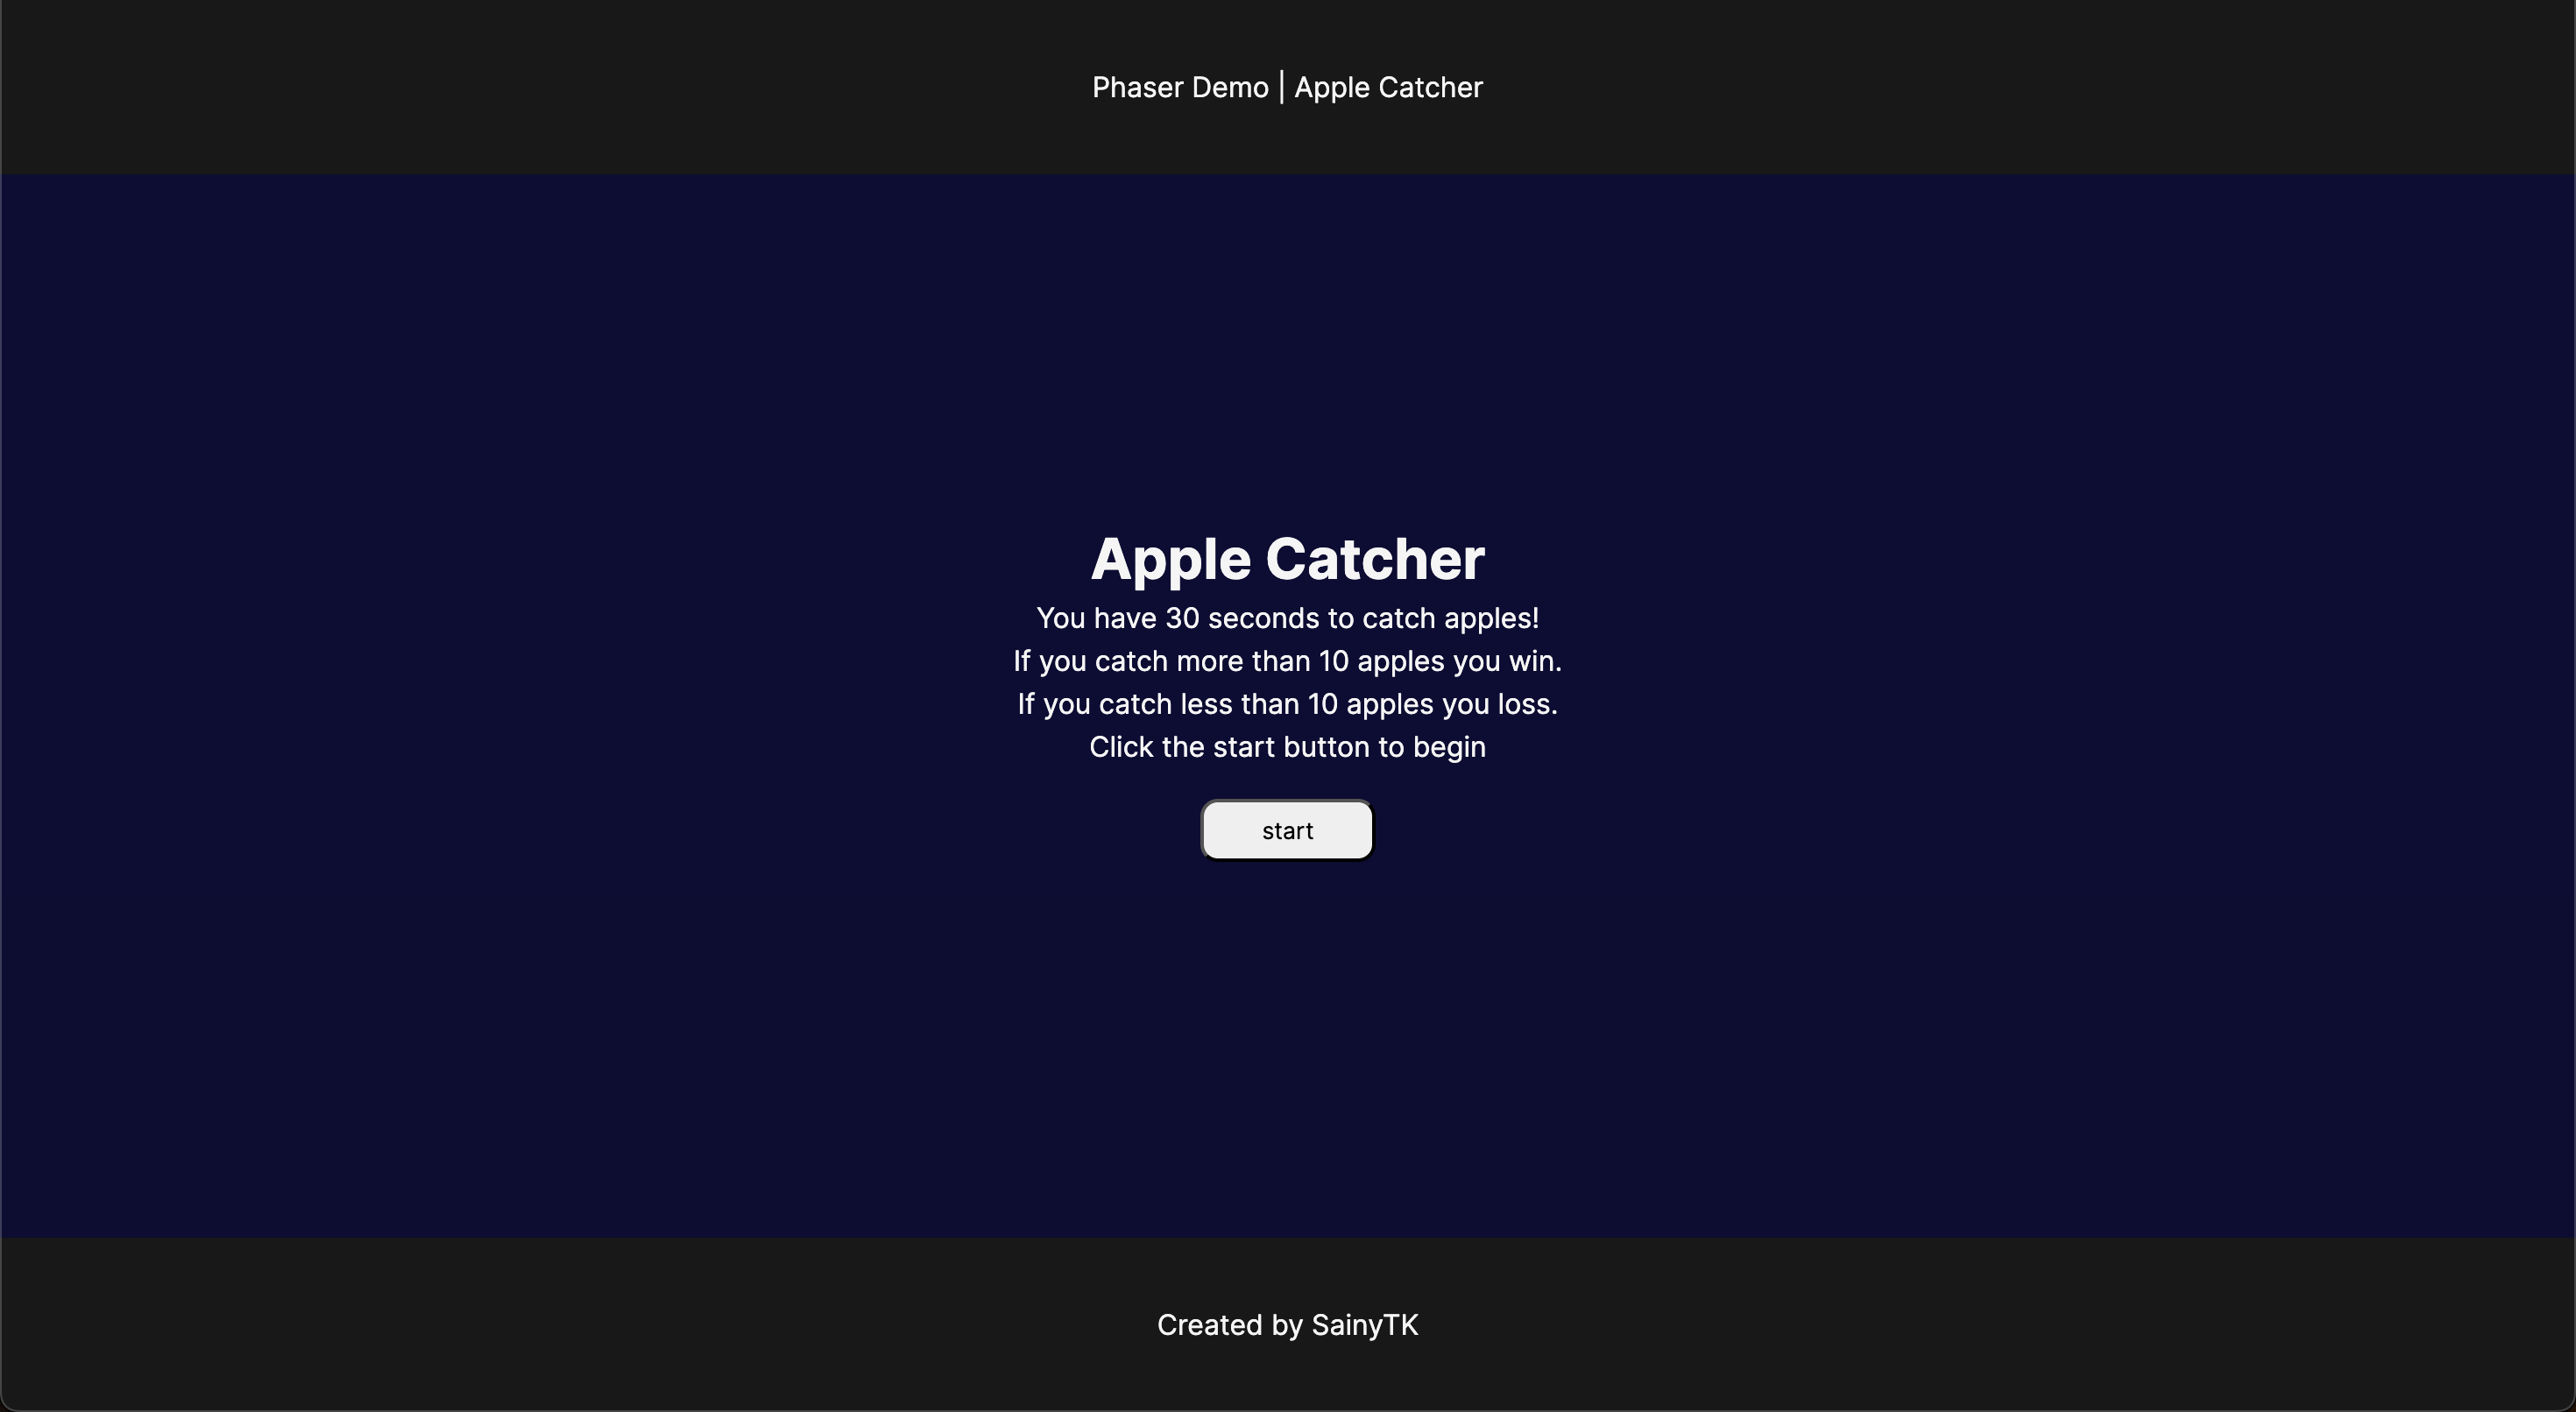 Phaser Demo | Apple Catcher
Apple Catcher
You have 30 seconds to catch apples!
If you catch more than 10 apples you win.
If you catch less than 10 apples you loss.
Click the start button to begin
start
Created by SainyTK